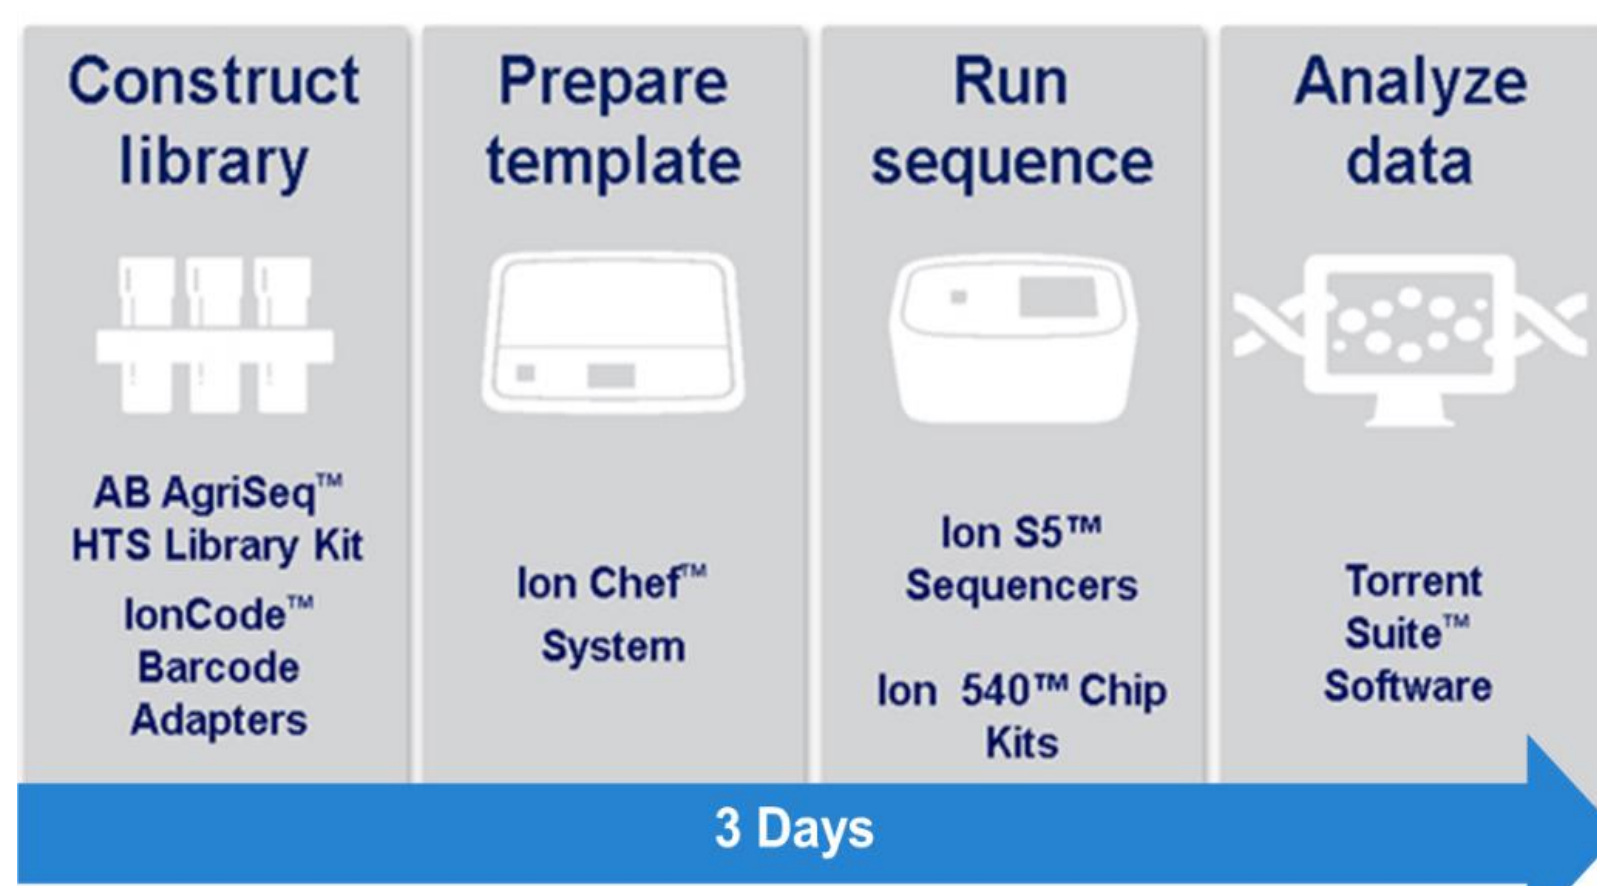 Construct
library
AB AgriSeq™
HTS Library Kit
IonCode™
Barcode
Adapters
Prepare
template
Ion Chef™
System
Run
sequence
Ion S5™
Sequencers
Ion 540™ Chip
Kits
Analyze
data
Torrent
Suite™
Software
3 Days